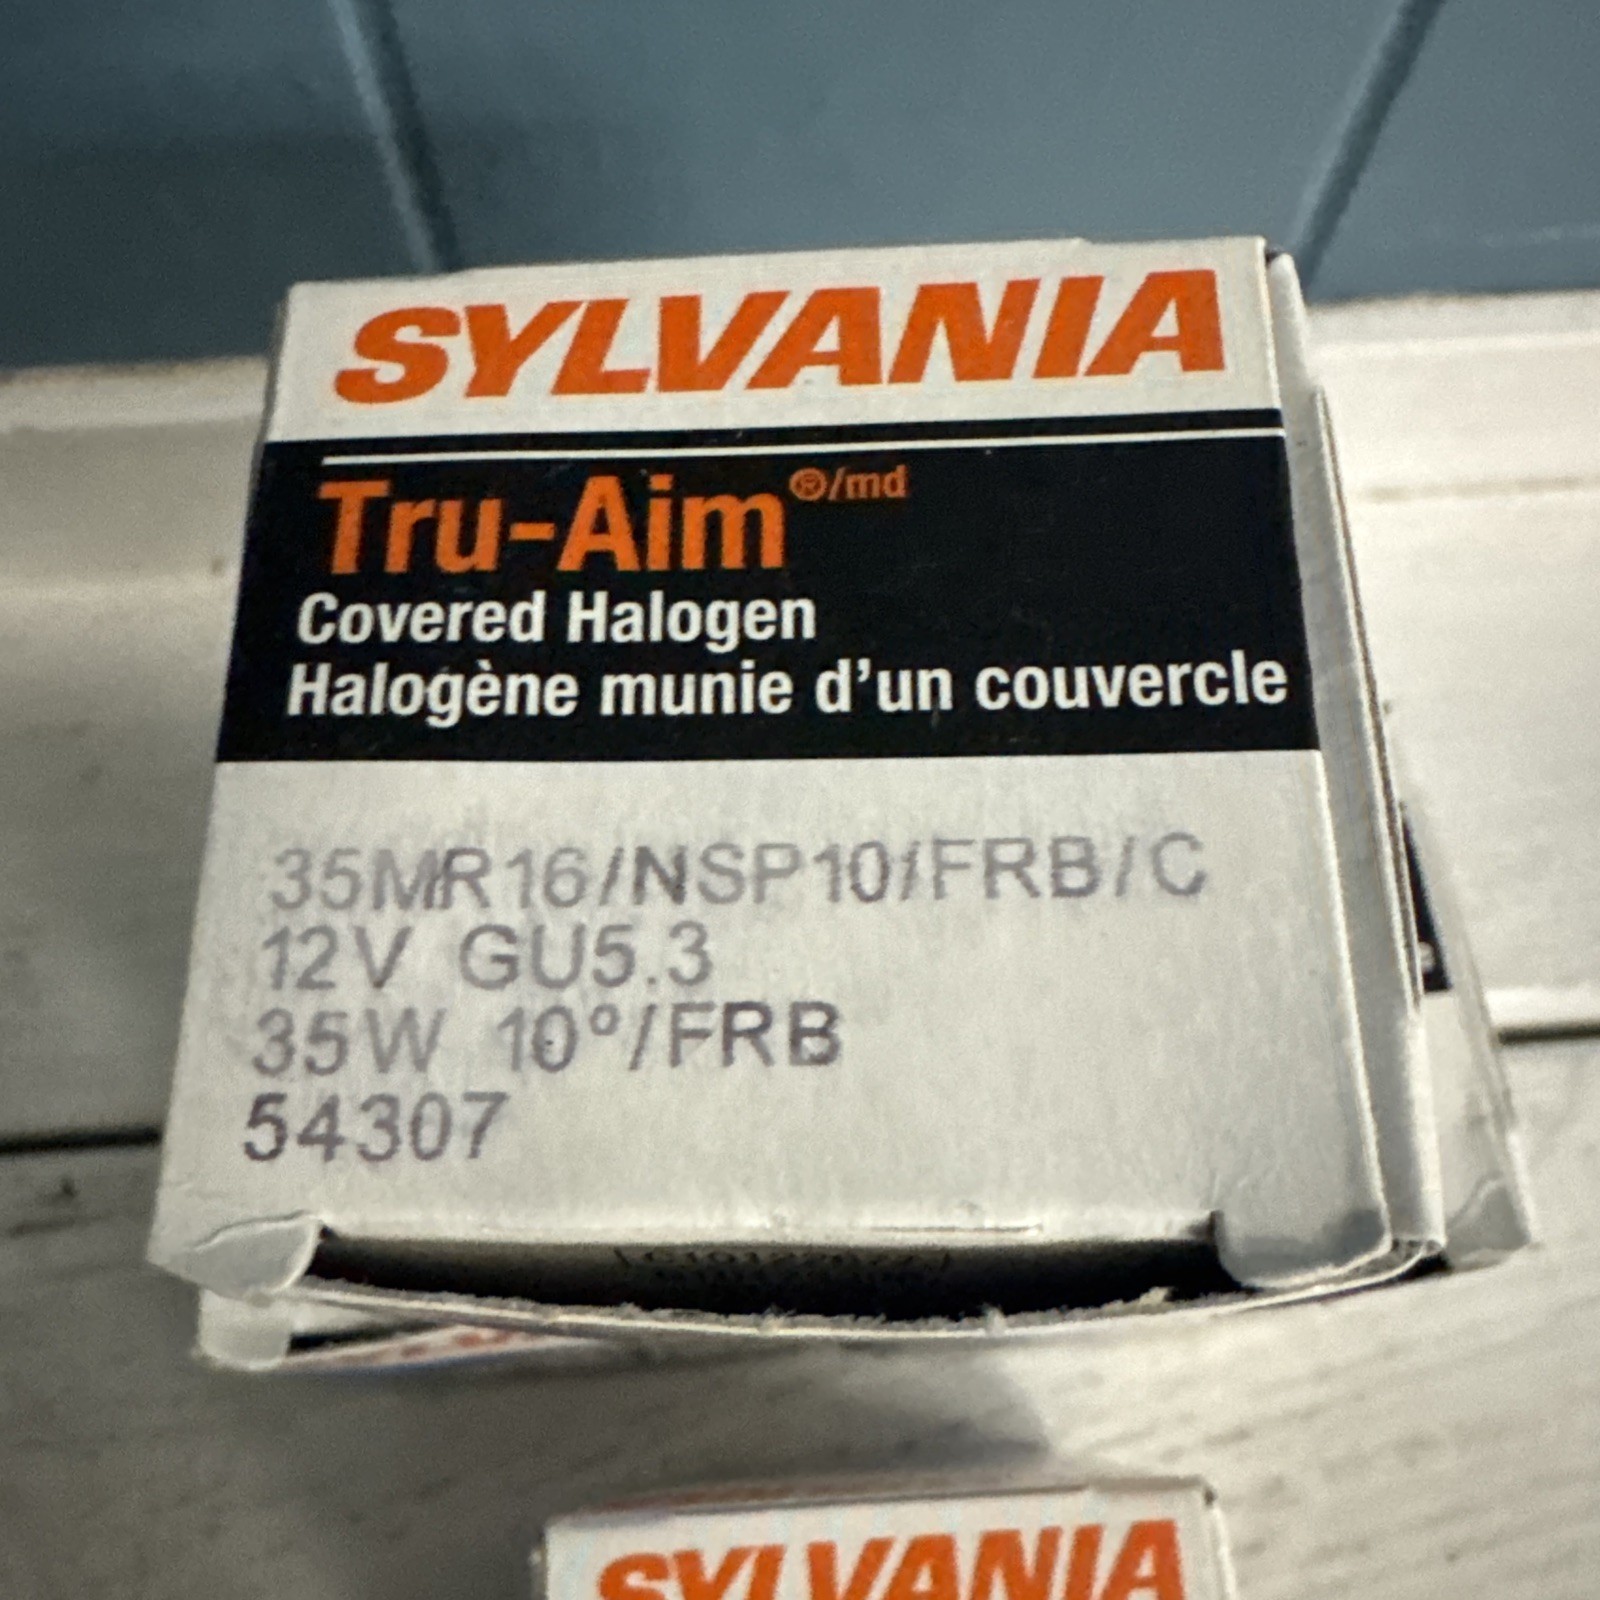 SYLVANIA
Tru-Aim®/md
Covered Halogen
Halogène munie d'un couvercle
35MR16/NSP10/FRB/C
12V GU5.3
35W 10°/FRB
54307
SYLVANIA